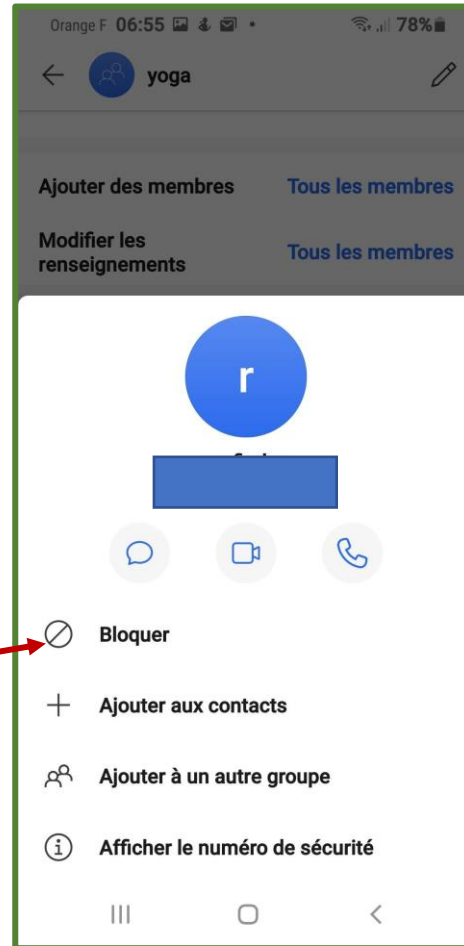 Orange F 06:55 78%
yoga
Ajouter des membres Tous les membres
Modifier les
renseignements Tous les membres
r
Bloquer
Ajouter aux contacts
Ajouter à un autre groupe
Afficher le numéro de sécurité